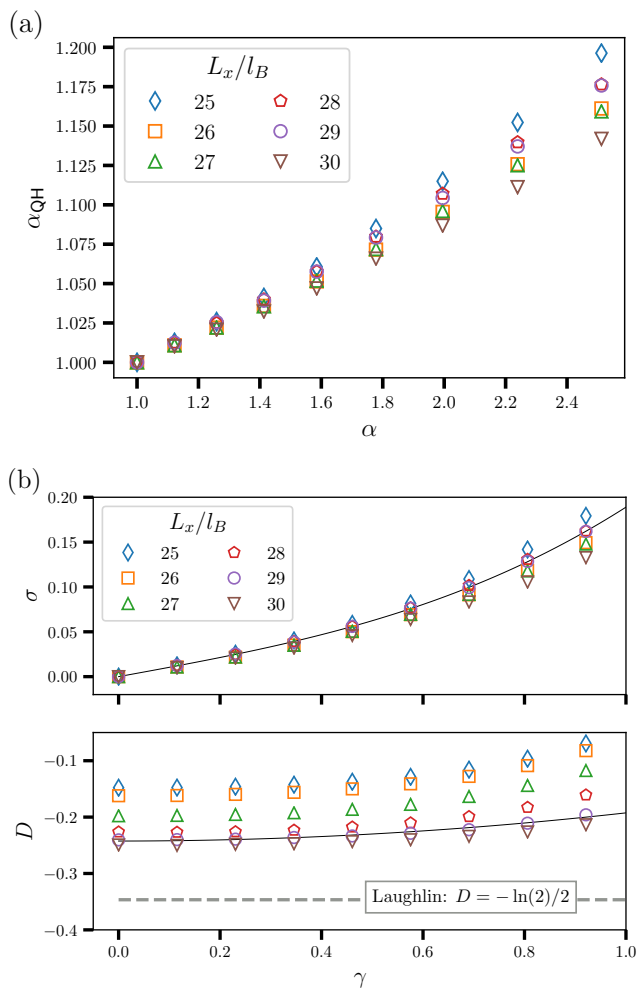 (a)
1.200
1.175
1.150
1.125
1.100
1.075
1.050
1.025
1.000
α_QH
L_x/l_B
25 28
26 29
27 30
1.0 1.2 1.4 1.6 1.8 2.0 2.2 2.4
α
(b)
0.20
0.15
0.10
0.05
0.00
σ
L_x/l_B
25 28
26 29
27 30
−0.1
−0.2
−0.3
−0.4
D
Laughlin: D = − ln(2)/2
0.0 0.2 0.4 0.6 0.8 1.0
γ